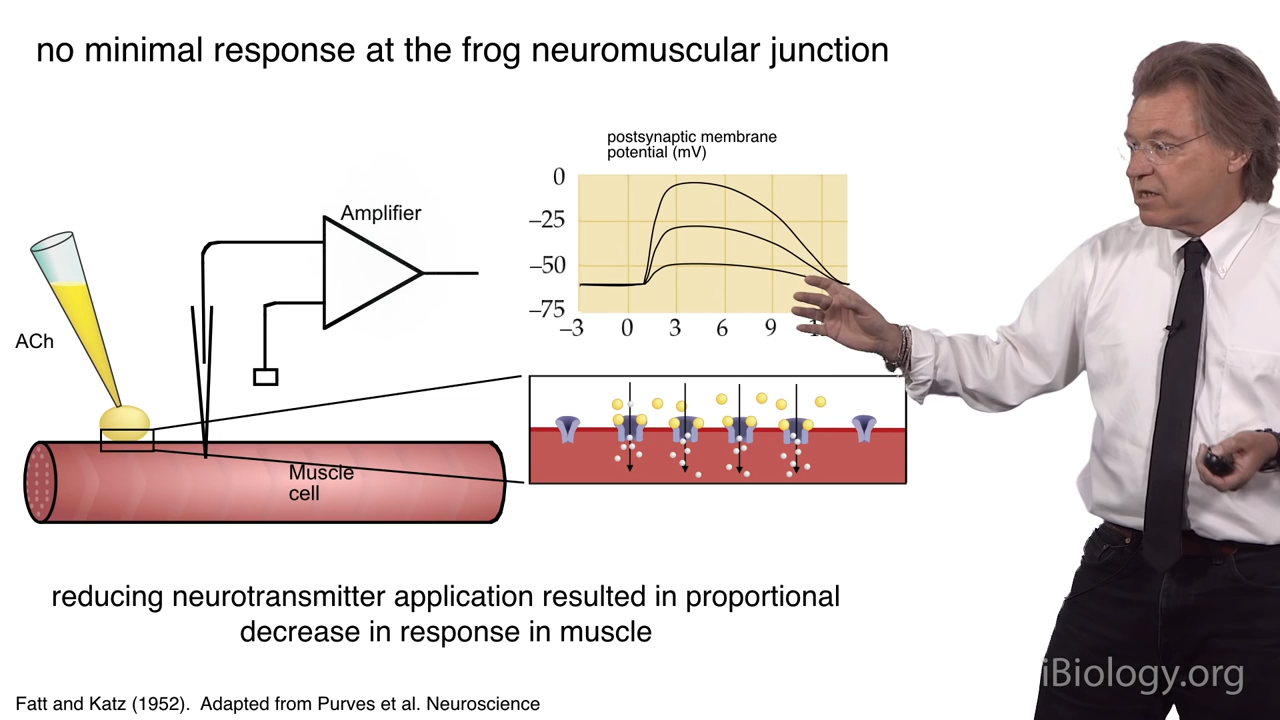 no minimal response at the frog neuromuscular junction
postsynaptic membrane
potential (mV)
0
–25
–50
–75
–3 0 3 6 9
Amplifier
ACh
Muscle
cell
reducing neurotransmitter application resulted in proportional
decrease in response in muscle
Fatt and Katz (1952). Adapted from Purves et al. Neuroscience
iBiology.org